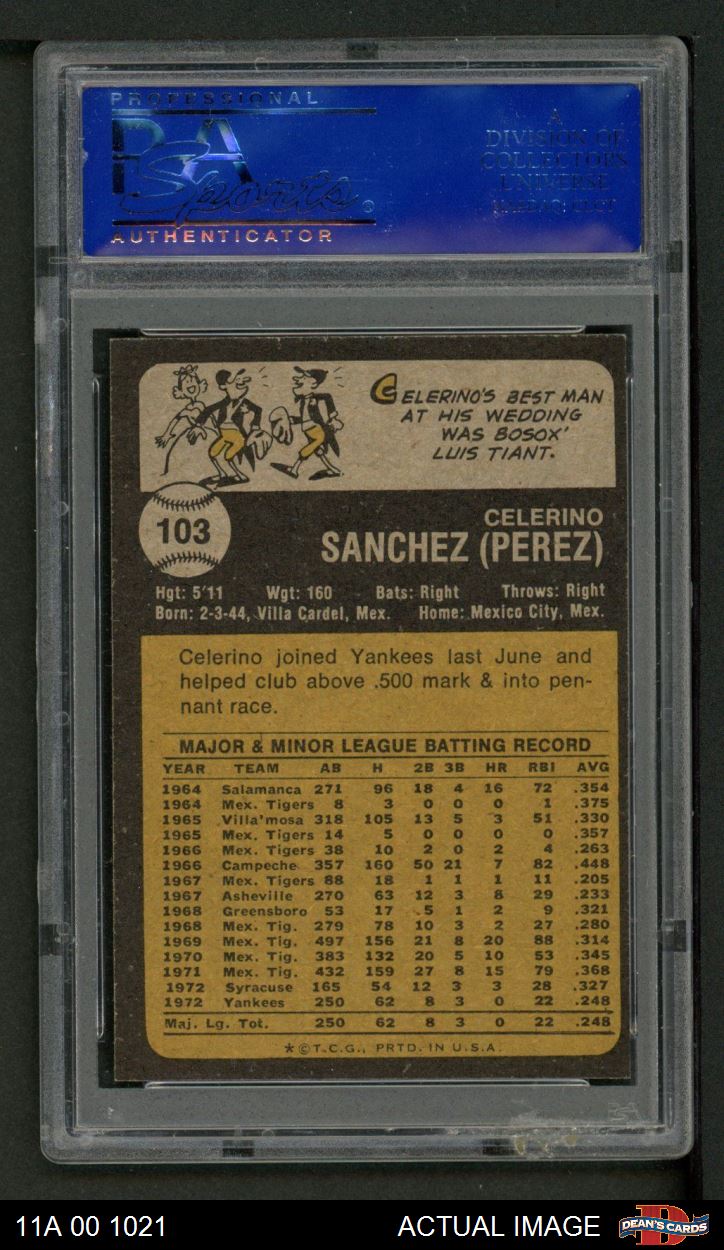 PROFESSIONAL
PSA
Sports ®
AUTHENTICATOR
A
DIVISION OF
COLLECTORS
UNIVERSE
NASDAQ: CLCT
CELERINO'S BEST MAN
AT HIS WEDDING
WAS BOSOX'
LUIS TIANT.
103
CELERINO
SANCHEZ (PEREZ)
Hgt: 5'11 Wgt: 160 Bats: Right Throws: Right
Born: 2-3-44, Villa Cardel, Mex. Home: Mexico City, Mex.
Celerino joined Yankees last June and
helped club above .500 mark & into pen-
nant race.
MAJOR & MINOR LEAGUE BATTING RECORD
YEAR TEAM AB H 2B 3B HR RBI AVG
1964 Salamanca 271 96 18 4 16 72 .354
1964 Mex. Tigers 8 3 0 0 0 1 .375
1965 Villa'mosa 318 105 13 5 3 51 .330
1965 Mex. Tigers 14 5 0 0 0 0 .357
1966 Mex. Tigers 38 10 2 0 2 4 .263
1966 Campeche 357 160 50 21 7 82 .448
1967 Mex. Tigers 88 18 1 1 1 11 .205
1967 Asheville 270 63 12 3 8 29 .233
1968 Greensboro 53 17 5 1 2 9 .321
1968 Mex. Tig. 279 78 10 3 2 27 .280
1969 Mex. Tig. 497 156 21 8 20 88 .314
1970 Mex. Tig. 383 132 20 5 10 53 .345
1971 Mex. Tig. 432 159 27 8 15 79 .368
1972 Syracuse 165 54 12 3 3 28 .327
1972 Yankees 250 62 8 3 0 22 .248
Maj. Lg. Tot. 250 62 8 3 0 22 .248
★ © T.C.G., PRTD. IN U.S.A.
11A 00 1021
ACTUAL IMAGE
D
DEAN'S CARDS